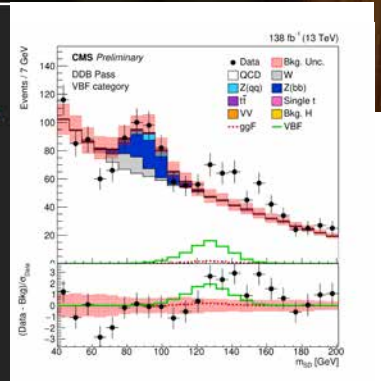 138 fb⁻¹ (13 TeV)
CMS Preliminary
DDB Pass
VBF category
Data
Bkg. Unc.
QCD
W
Z(qq)
Z(bb)
tt̄
Single t
VV
Bkg. H
ggF
VBF
Events / 7 GeV
140
120
100
80
60
40
20
0
(Data - Bkg)/σData
3
2
1
0
−1
−2
−3
40 60 80 100 120 140 160 180 200
mSD [GeV]